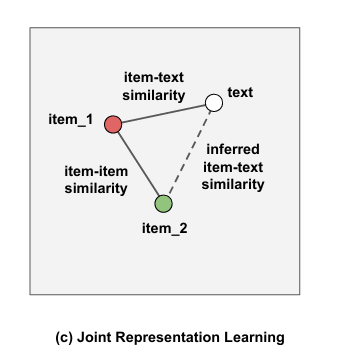 item-text
similarity
text
item_1
inferred
item-text
similarity
item-item
similarity
item_2
(c) Joint Representation Learning